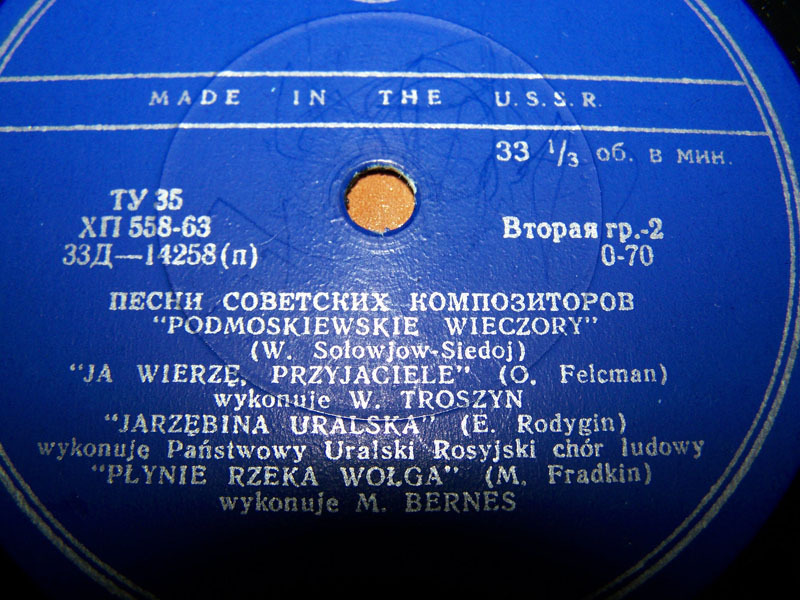 MADE IN THE U.S.S.R.
33 1/3 об. в мин.
ТУ 35
ХП 558-63
33Д—14258(п)
Вторая гр.-2
0-70
ПЕСНИ СОВЕТСКИХ КОМПОЗИТОРОВ
"PODMOSKIEWSKIE WIECZORY"
(W. Sołowjow-Siedoj)
"JA WIERZĘ, PRZYJACIELE" (O. Felcman)
wykonuje W. TROSZYN
"JARZĘBINA URALSKA" (E. Rodygin)
wykonuję Państwowy Uralski Rosyjski chór ludowy
"PŁYNIE RZEKA WOŁGA" (M. Fradkin)
wykonuje M. BERNES